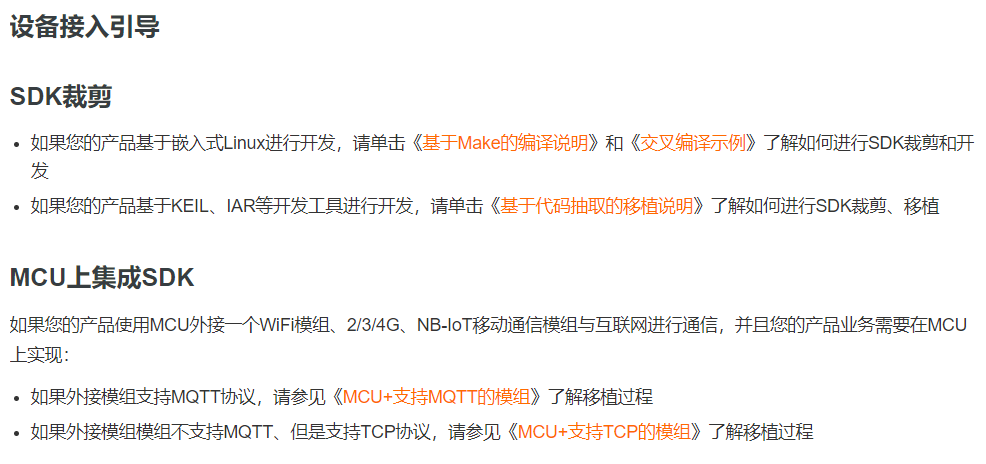 设备接入引导
SDK裁剪
如果您的产品基于嵌入式Linux进行开发，请单击《基于Make的编译说明》和《交叉编译示例》了解如何进行SDK裁剪和开
发
如果您的产品基于KEIL、IAR等开发工具进行开发，请单击《基于代码抽取的移植说明》了解如何进行SDK裁剪、移植
MCU上集成SDK
如果您的产品使用MCU外接一个WiFi模组、2/3/4G、NB-IoT移动通信模组与互联网进行通信，并且您的产品业务需要在MCU
上实现：
如果外接模组支持MQTT协议，请参见《MCU+支持MQTT的模组》了解移植过程
如果外接模组模组不支持MQTT、但是支持TCP协议，请参见《MCU+支持TCP的模组》了解移植过程